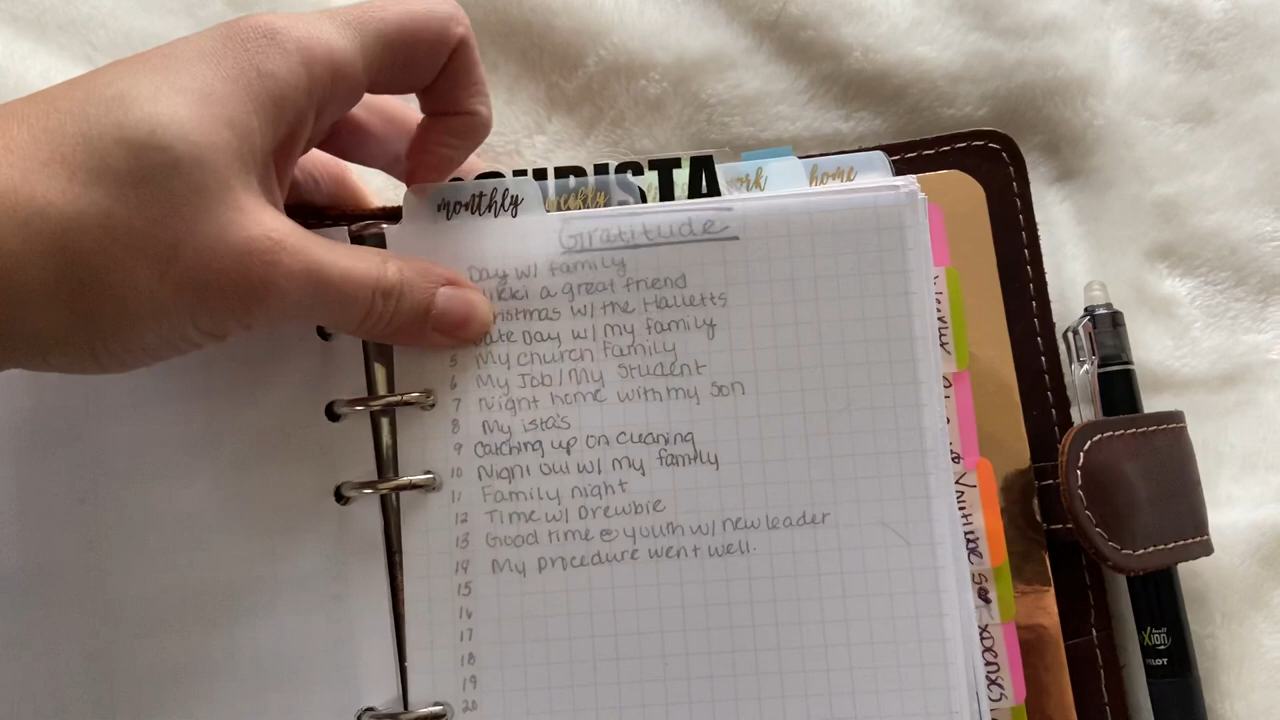 monthly
weekly
home
Gratitude
Day w/ family
a great friend
w/ the Halletts
Day w/ my family
5 My church family
6 My Job/My Student
7 Night home with my son
8 My ista's
9 Catching up on cleaning
10 Night out w/ my family
11 Family night
12 Time w/ Drewbie
13 Good time @ youth w/ new leader
14 My procedure went well.
15
16
17
18
19
20
PILOT